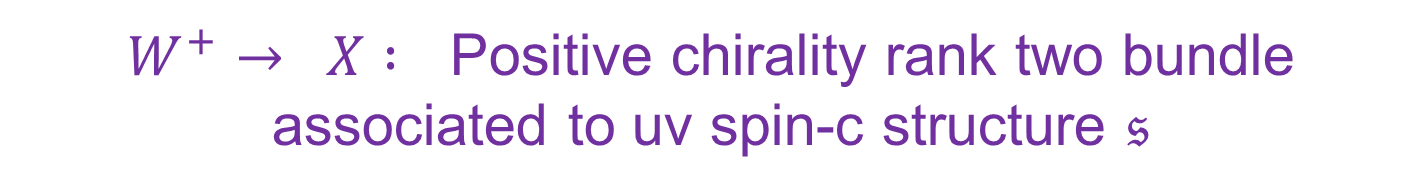 𝑊⁺ → 𝑋 : Positive chirality rank two bundle
associated to uv spin-c structure 𝔰